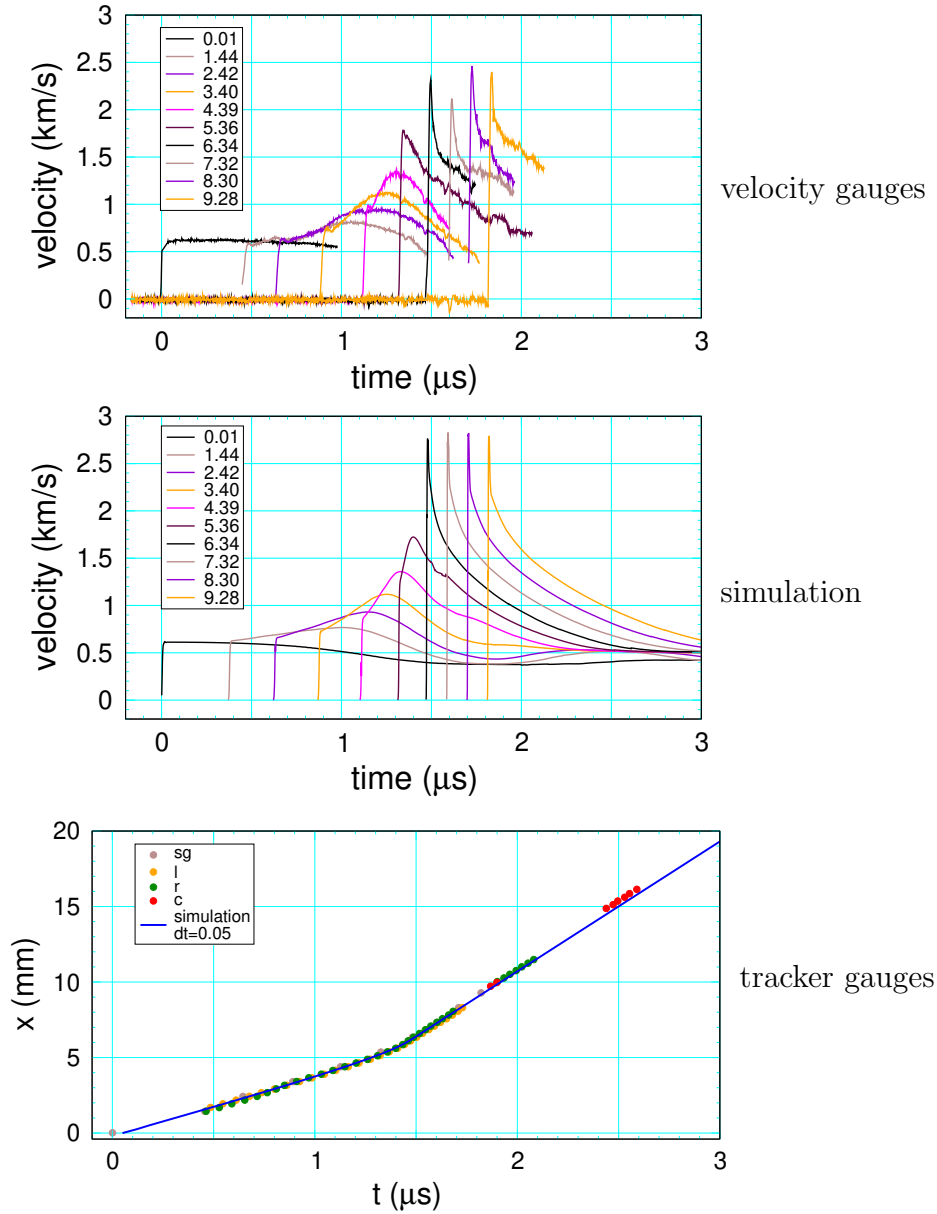 3
2.5
2
1.5
1
0.5
0
velocity (km/s)
0.01
1.44
2.42
3.40
4.39
5.36
6.34
7.32
8.30
9.28
velocity gauges
0 1 2 3
time (μs)
3
2.5
2
1.5
1
0.5
0
velocity (km/s)
0.01
1.44
2.42
3.40
4.39
5.36
6.34
7.32
8.30
9.28
simulation
0 1 2 3
time (μs)
20
15
10
5
0
x (mm)
sg
l
r
c
simulation
dt=0.05
tracker gauges
0 1 2 3
t (μs)